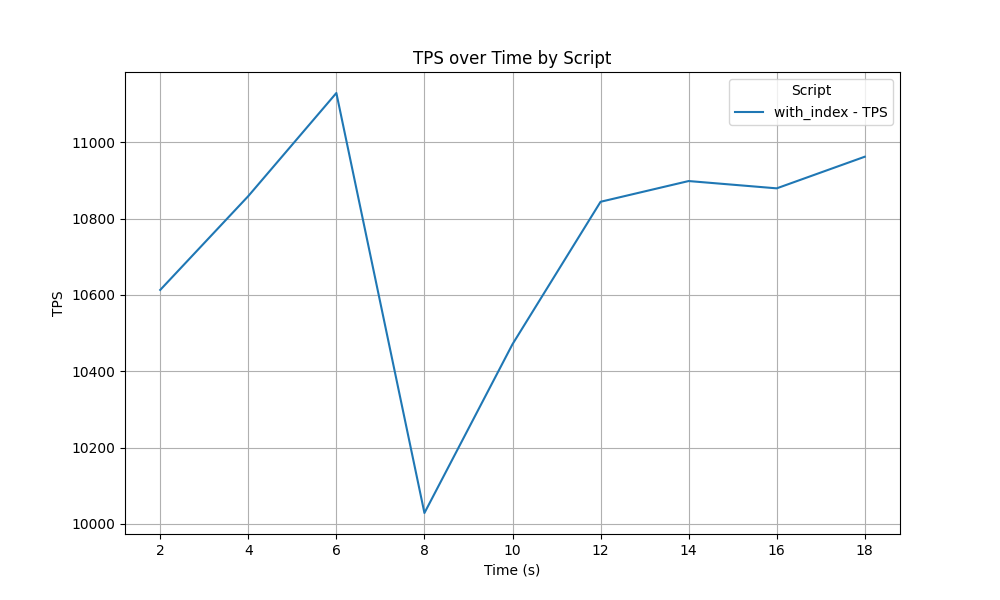 TPS over Time by Script
Script
with_index - TPS
TPS
11000
10800
10600
10400
10200
10000
2 4 6 8 10 12 14 16 18
Time (s)